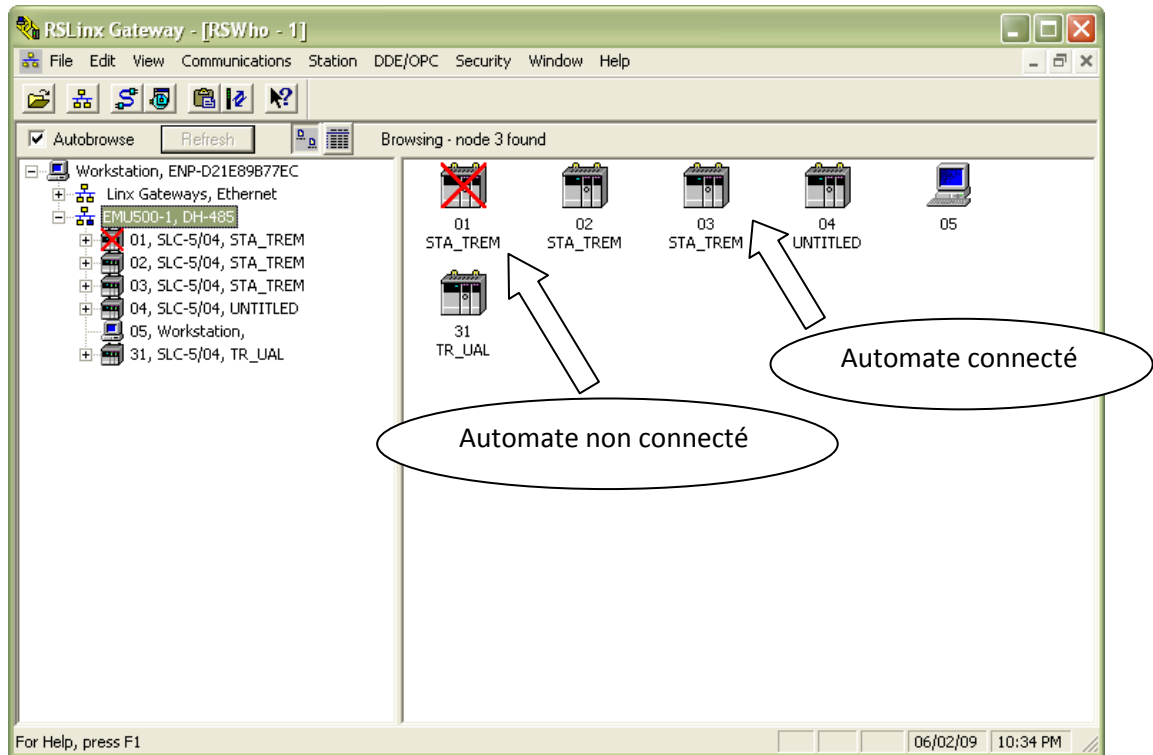 RSLinx Gateway - [RSWho - 1]
File Edit View Communications Station DDE/OPC Security Window Help
Autobrowse Refresh Browsing - node 3 found
Workstation, ENP-D21E89B77EC
Linx Gateways, Ethernet
EMU500-1, DH-485
01, SLC-5/04, STA_TREM
02, SLC-5/04, STA_TREM
03, SLC-5/04, STA_TREM
04, SLC-5/04, UNTITLED
05, Workstation,
31, SLC-5/04, TR_UAL
01
STA_TREM
02
STA_TREM
03
STA_TREM
04
UNTITLED
05
31
TR_UAL
Automate connecté
Automate non connecté
For Help, press F1
06/02/09 10:34 PM